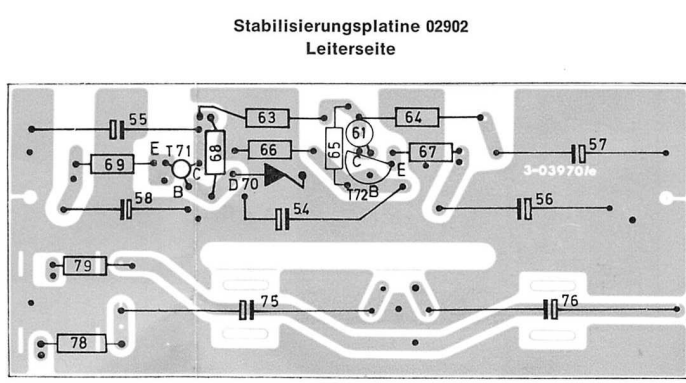 Stabilisierungsplatine 02902
Leiterseite
55
63
64
61
E T71
69
C
68
66
65
C
67
E
57
3-03970/e
B
D70
B
T72
58
54
56
79
75
76
78